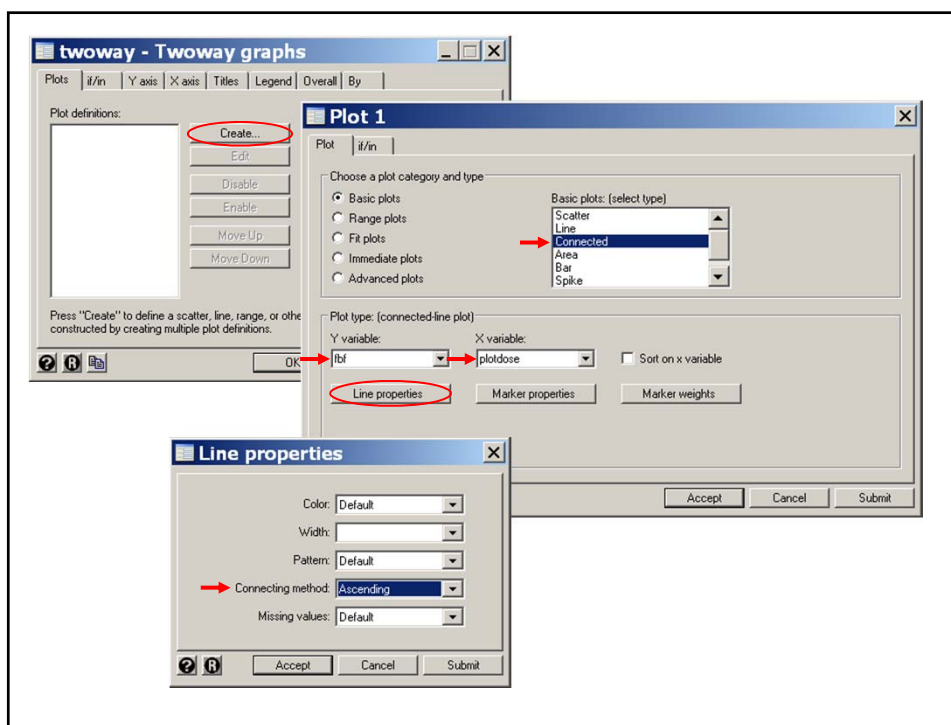 twoway - Twoway graphs
Plots if/in Y axis X axis Titles Legend Overall By
Plot definitions:
Create...
Edit
Disable
Enable
Move Up
Move Down
Press "Create" to define a scatter, line, range, or othe
constructed by creating multiple plot definitions.
OK
Plot 1
Plot if/in
Choose a plot category and type
Basic plots
Range plots
Fit plots
Immediate plots
Advanced plots
Basic plots: (select type)
Scatter
Line
Connected
Area
Bar
Spike
Plot type: (connected-line plot)
Y variable: X variable:
fbf plotdose Sort on x variable
Line properties Marker properties Marker weights
Accept Cancel Submit
Line properties
Color: Default
Width:
Pattern: Default
Connecting method: Ascending
Missing values: Default
Accept Cancel Submit